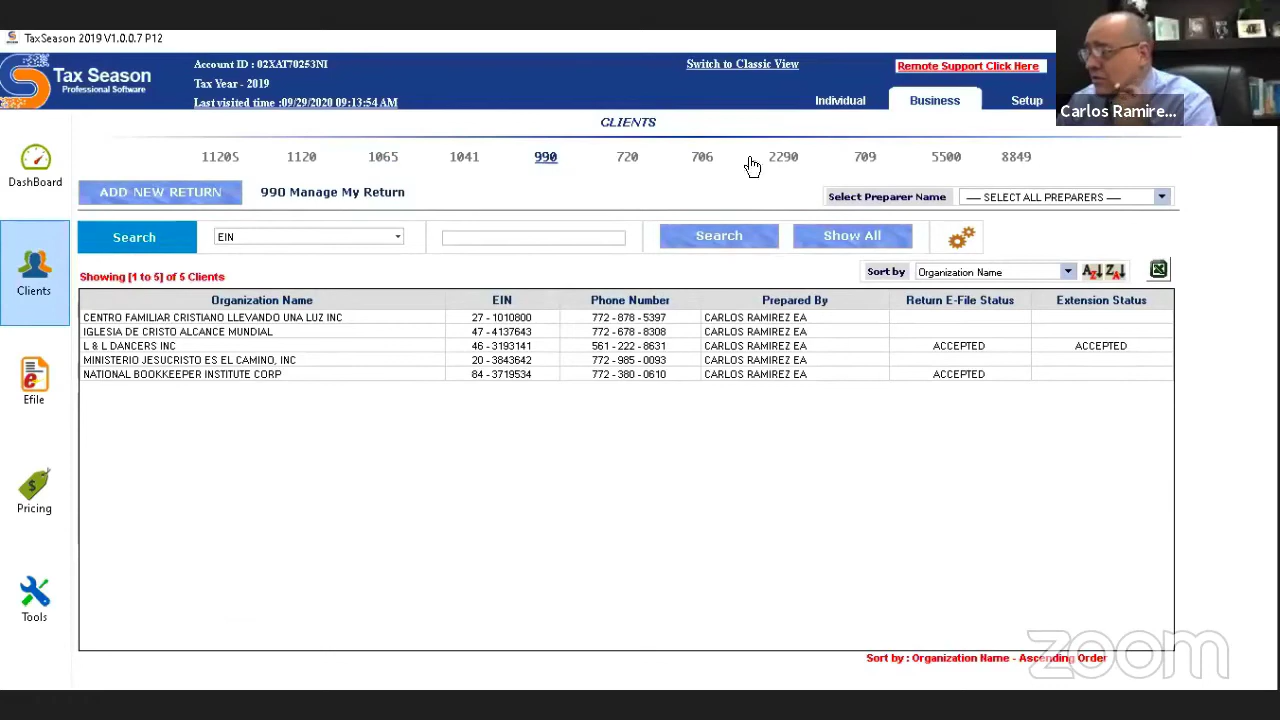 TaxSeason 2019 V1.0.0.7 P12
Tax Season
Professional Software
Account ID : 02XAT70253NI
Tax Year - 2019
Last visited time :09/29/2020 09:13:54 AM
Switch to Classic View
Remote Support Click Here
Individual Business Setup
Carlos Ramire...
CLIENTS
1120S 1120 1065 1041 990 720 706 2290 709 5500 8849
DashBoard
ADD NEW RETURN 990 Manage My Return
Select Preparer Name --- SELECT ALL PREPARERS ---
Search EIN Search Show All
Clients
Showing [1 to 5] of 5 Clients
Sort by Organization Name
Organization Name EIN Phone Number Prepared By Return E-File Status Extension Status
CENTRO FAMILIAR CRISTIANO LLEVANDO UNA LUZ INC 27 - 1010800 772 - 878 - 5397 CARLOS RAMIREZ EA
IGLESIA DE CRISTO ALCANCE MUNDIAL 47 - 4137643 772 - 678 - 8308 CARLOS RAMIREZ EA
L & L DANCERS INC 46 - 3193141 561 - 222 - 8631 CARLOS RAMIREZ EA ACCEPTED ACCEPTED
MINISTERIO JESUCRISTO ES EL CAMINO, INC 20 - 3843642 772 - 985 - 0093 CARLOS RAMIREZ EA
NATIONAL BOOKKEEPER INSTITUTE CORP 84 - 3719534 772 - 380 - 0610 CARLOS RAMIREZ EA ACCEPTED
Efile
Pricing
Tools
Sort by : Organization Name - Ascending Order
zoom